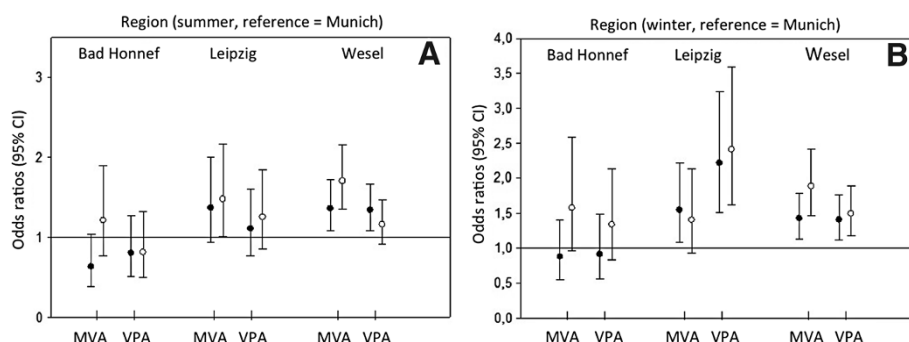 Region (summer, reference = Munich)
Bad Honnef Leipzig Wesel A
Odds ratios (95% CI)
3
2
1
0
MVA VPA MVA VPA MVA VPA
Region (winter, reference = Munich)
Bad Honnef Leipzig Wesel B
Odds ratios (95% CI)
4,0
3,5
3,0
2,5
2,0
1,5
1,0
0,5
0,0
MVA VPA MVA VPA MVA VPA